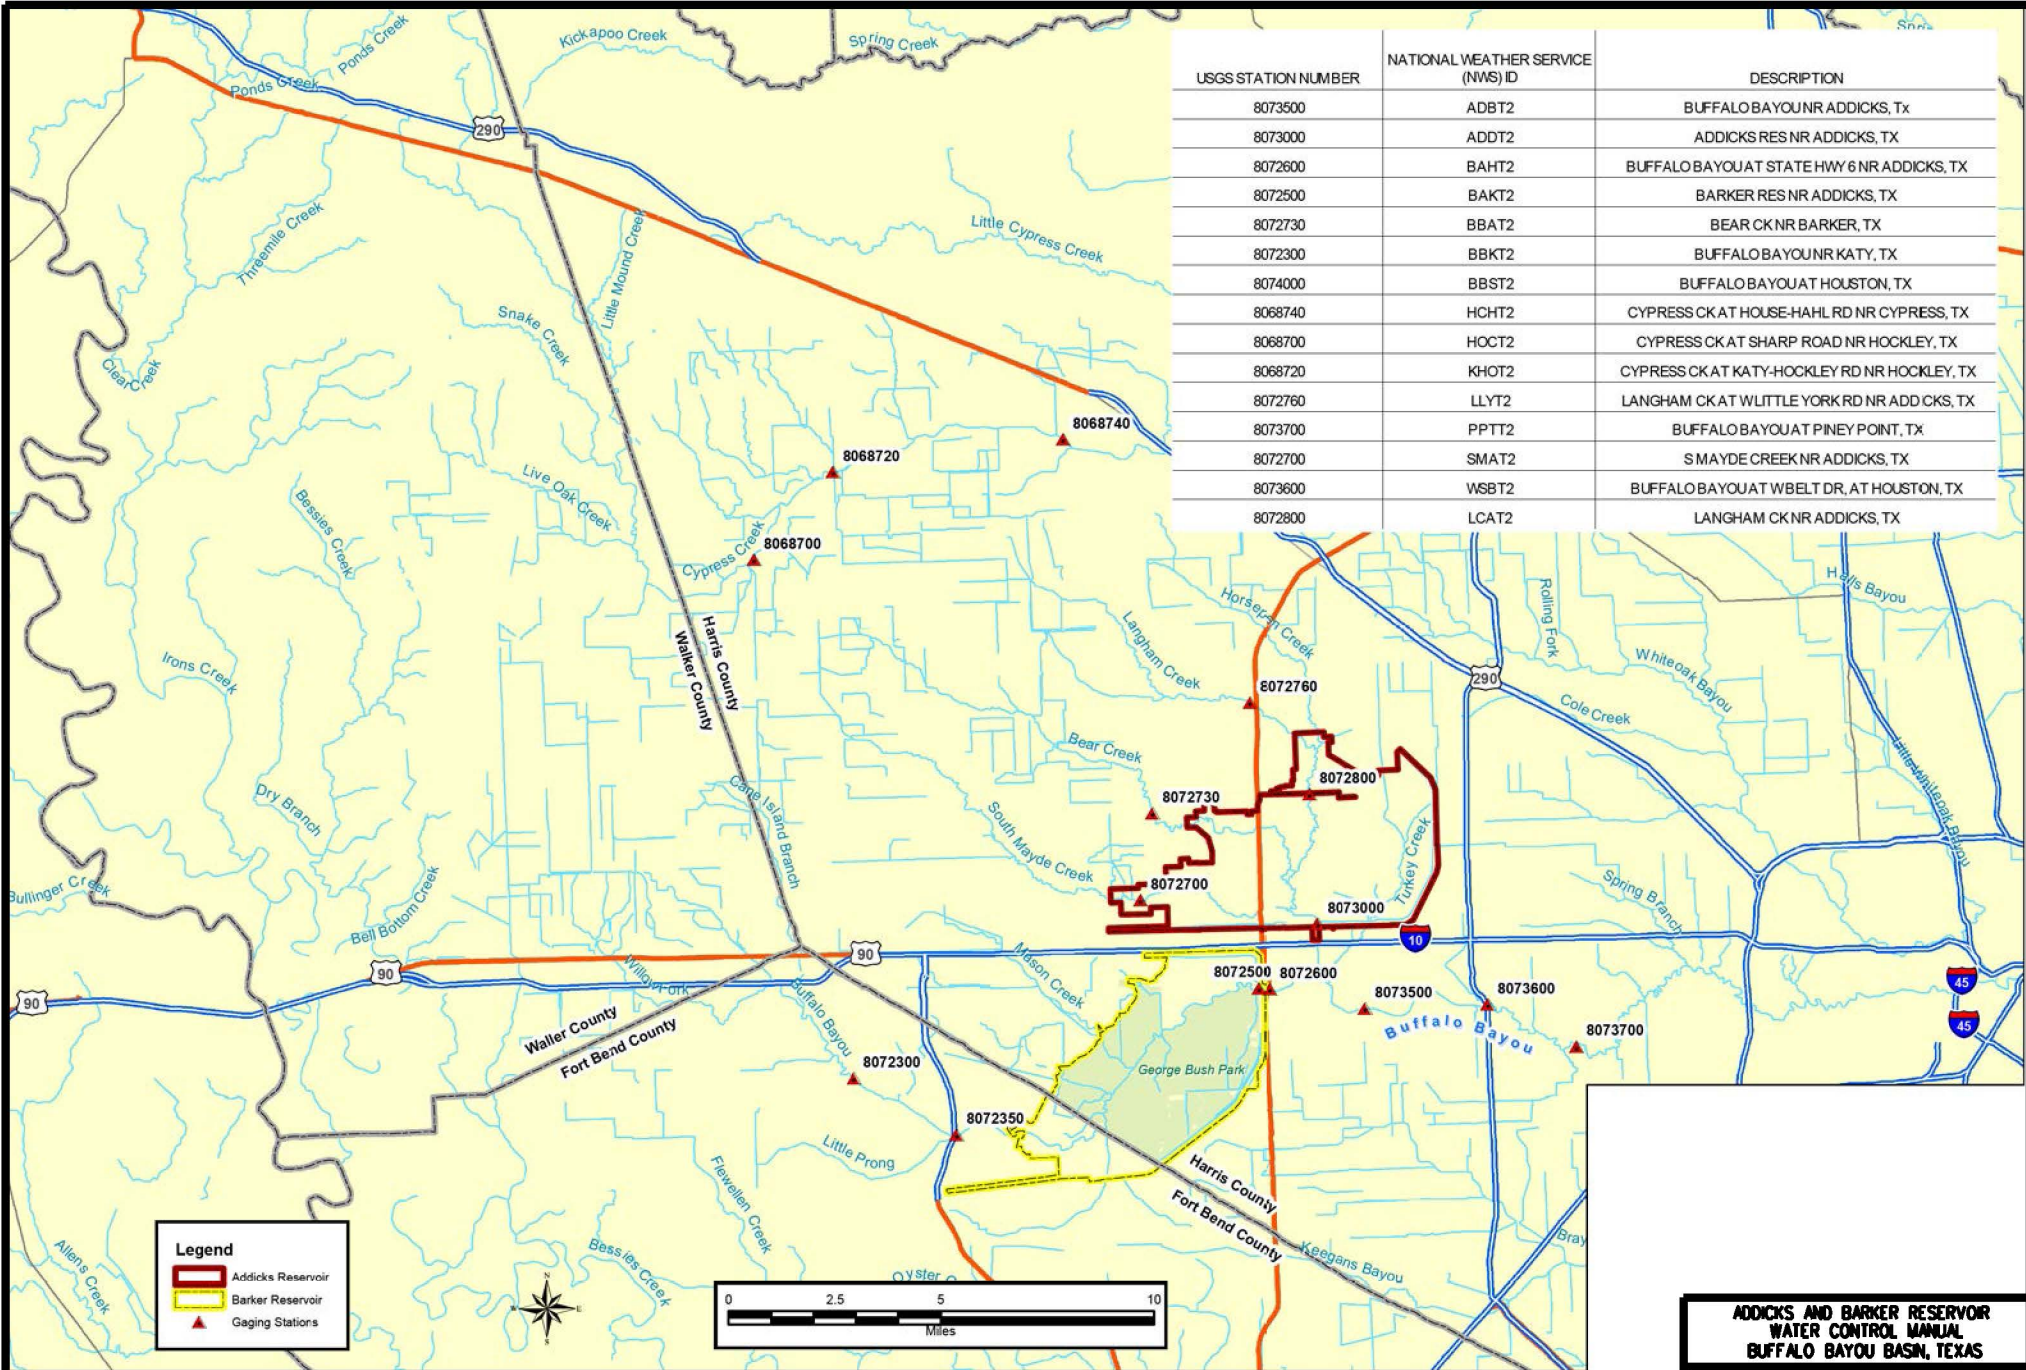 Ponds Creek
Ponds Creek
Kickapoo Creek
Spring Creek
290
Little Cypress Creek
Threemile Creek
Little Mound Creek
Snake Creek
Clear Creek
USGS STATION NUMBER NATIONAL WEATHER SERVICE (NWS) ID DESCRIPTION
8073500 ADBT2 BUFFALO BAYOU NR ADDICKS, Tx
8073000 ADDT2 ADDICKS RES NR ADDICKS, TX
8072600 BAHT2 BUFFALO BAYOU AT STATE HWY 6 NR ADDICKS, TX
8072500 BAKT2 BARKER RES NR ADDICKS, TX
8072730 BBAT2 BEAR CK NR BARKER, TX
8072300 BBKT2 BUFFALO BAYOU NR KATY, TX
8074000 BBST2 BUFFALO BAYOU AT HOUSTON, TX
8068740 HCHT2 CYPRESS CK AT HOUSE-HAHL RD NR CYPRESS, TX
8068700 HOCT2 CYPRESS CK AT SHARP ROAD NR HOCKLEY, TX
8068720 KHOT2 CYPRESS CK AT KATY-HOCKLEY RD NR HOCKLEY, TX
8072760 LLYT2 LANGHAM CK AT W LITTLE YORK RD NR ADDICKS, TX
8073700 PPTT2 BUFFALO BAYOU AT PINEY POINT, TX
8072700 SMAT2 S MAYDE CREEK NR ADDICKS, TX
8073600 WSBT2 BUFFALO BAYOU AT W BELT DR, AT HOUSTON, TX
8072800 LCAT2 LANGHAM CK NR ADDICKS, TX
8068740
8068720
Live Oak Creek
Bessies Creek
8068700
Cypress Creek
Halls Bayou
Rolling Fork
Horsepen Creek
Langham Creek
Harris County
Walker County
Irons Creek
Whiteoak Bayou
290
8072760
Cole Creek
Bear Creek
8072800
Little Whiteoak Bayou
8072730
Cane Island Branch
Dry Branch
South Mayde Creek
Turkey Creek
8072700
Spring Branch
Bullinger Creek
Bell Bottom Creek
8073000
10
90
90
90
Willow Fork
Mason Creek
8072500
8072600
8073500
8073600
45
45
Buffalo Bayou
Buffalo Bayou
8073700
Waller County
Fort Bend County
8072300
George Bush Park
8072350
Little Prong
Flewellen Creek
Harris County
Fort Bend County
Keegans Bayou
Bray
Allens Creek
Bessies Creek
Oyster
Legend
Addicks Reservoir
Barker Reservoir
Gaging Stations
N
W
E
S
0 2.5 5 10
Miles
ADDICKS AND BARKER RESERVOIR
WATER CONTROL MANUAL
BUFFALO BAYOU BASIN, TEXAS